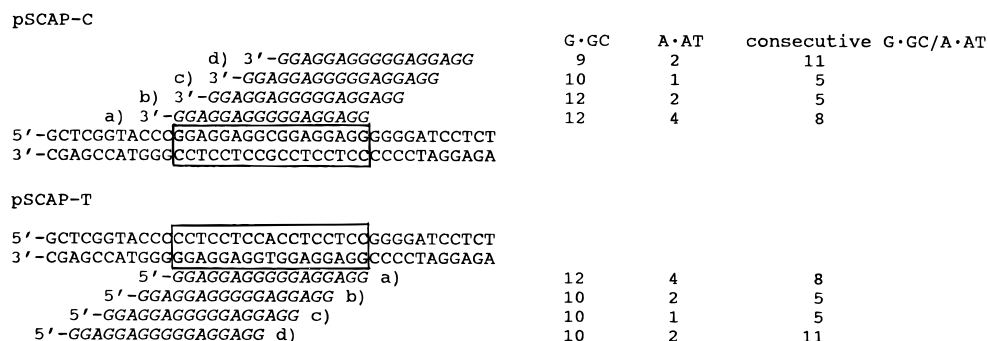 pSCAP-C
G·GC A·AT consecutive G·GC/A·AT
d) 3′-GGAGGAGGGGGAGGAGG 9 2 11
c) 3′-GGAGGAGGGGGAGGAGG 10 1 5
b) 3′-GGAGGAGGGGGAGGAGG 12 2 5
a) 3′-GGAGGAGGGGGAGGAGG 12 4 8
5′-GCTCGGTACCCGGAGGAGGCGGAGGAGGGGGGATCCTCT
3′-CGAGCCATGGGCCTCCTCCGCCTCCTCCCCCCTAGGAGA
pSCAP-T
5′-GCTCGGTACCCCCTCCTCCACCTCCTCCGGGGATCCTCT
3′-CGAGCCATGGGGGAGGAGGTGGAGGAGGCCCCTAGGAGA
5′-GGAGGAGGGGGAGGAGG a) 12 4 8
5′-GGAGGAGGGGGAGGAGG b) 10 2 5
5′-GGAGGAGGGGGAGGAGG c) 10 1 5
5′-GGAGGAGGGGGAGGAGG d) 10 2 11